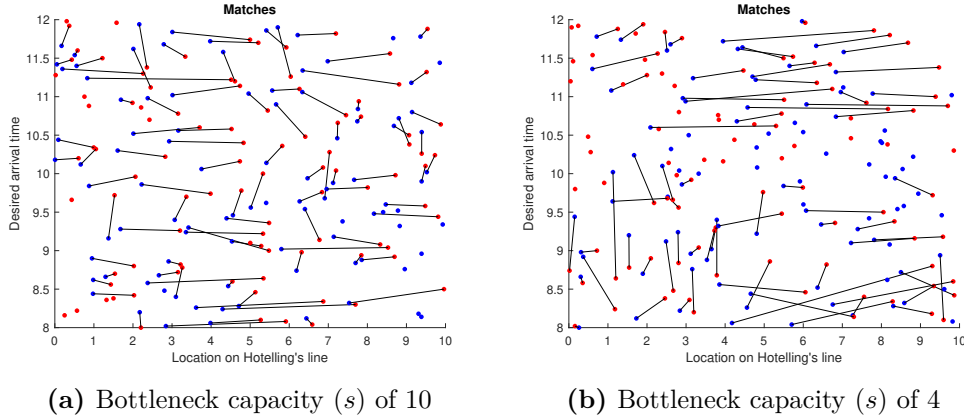 Matches
Desired arrival time
12
11.5
11
10.5
10
9.5
9
8.5
8
0 1 2 3 4 5 6 7 8 9 10
Location on Hotelling's line
(a) Bottleneck capacity (s) of 10
Matches
Desired arrival time
12
11.5
11
10.5
10
9.5
9
8.5
8
0 1 2 3 4 5 6 7 8 9 10
Location on Hotelling's line
(b) Bottleneck capacity (s) of 4